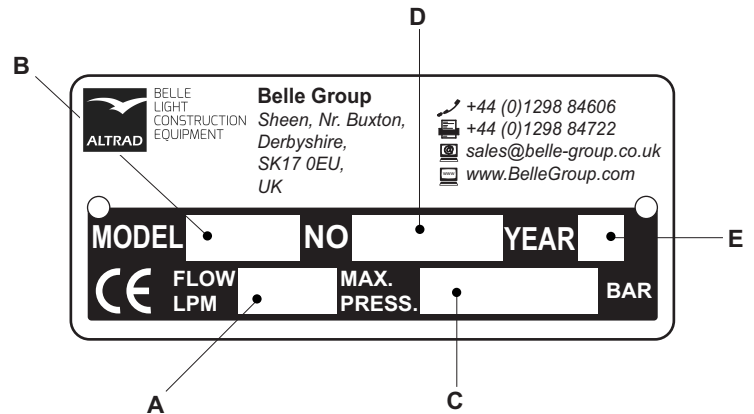 D
B
BELLE
LIGHT
CONSTRUCTION
EQUIPMENT
ALTRAD
Belle Group
Sheen, Nr. Buxton,
Derbyshire,
SK17 0EU,
UK
+44 (0)1298 84606
+44 (0)1298 84722
@ sales@belle-group.co.uk
www www.BelleGroup.com
MODEL NO YEAR
E
CE FLOW LPM MAX. PRESS. BAR
A
C